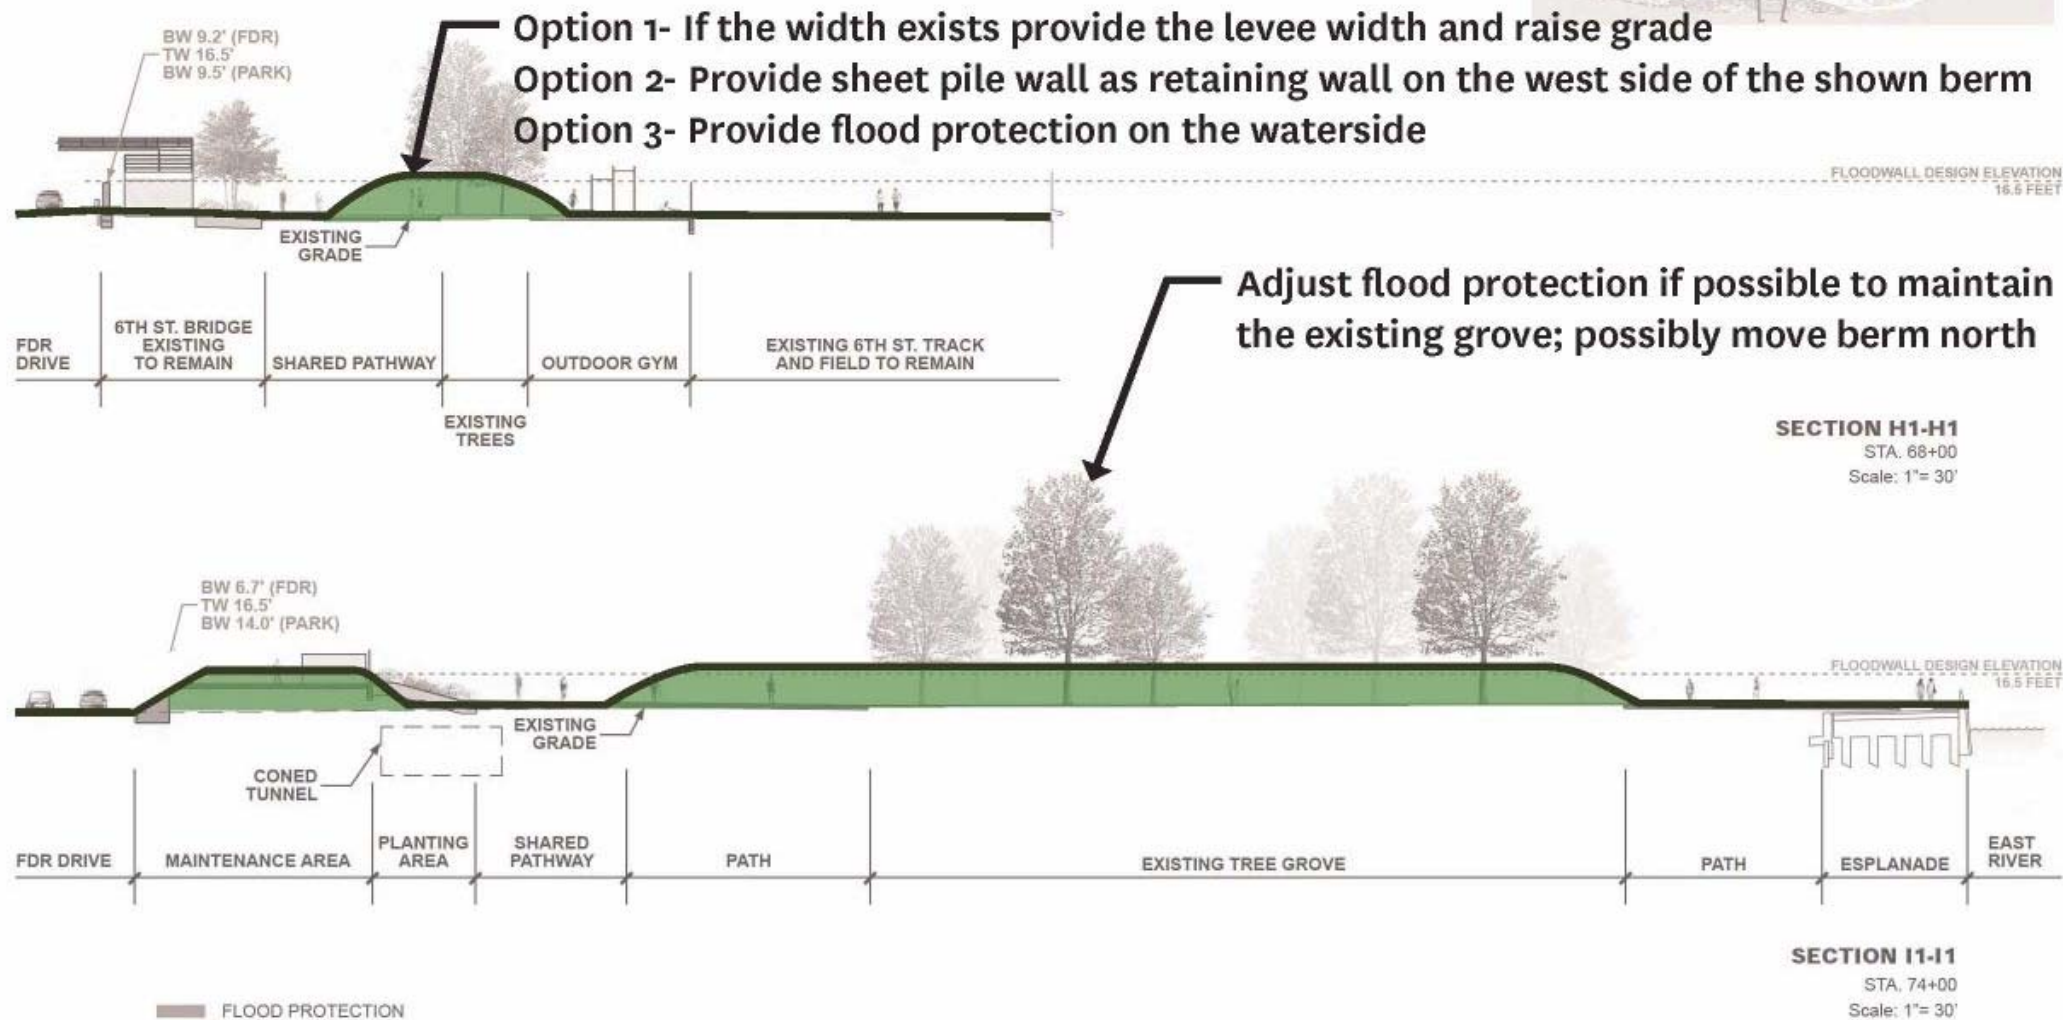 Option 1- If the width exists provide the levee width and raise grade
Option 2- Provide sheet pile wall as retaining wall on the west side of the shown berm
Option 3- Provide flood protection on the waterside
BW 9.2' (FDR)
TW 16.5'
BW 9.5' (PARK)
FLOODWALL DESIGN ELEVATION
16.5 FEET
EXISTING
GRADE
Adjust flood protection if possible to maintain
the existing grove; possibly move berm north
FDR
DRIVE
6TH ST. BRIDGE
EXISTING
TO REMAIN
SHARED PATHWAY
EXISTING
TREES
OUTDOOR GYM
EXISTING 6TH ST. TRACK
AND FIELD TO REMAIN
SECTION H1-H1
STA. 68+00
Scale: 1"= 30'
BW 6.7' (FDR)
TW 16.5'
BW 14.0' (PARK)
FLOODWALL DESIGN ELEVATION
16.5 FEET
EXISTING
GRADE
CONED
TUNNEL
FDR DRIVE
MAINTENANCE AREA
PLANTING
AREA
SHARED
PATHWAY
PATH
EXISTING TREE GROVE
PATH
ESPLANADE
EAST
RIVER
SECTION I1-I1
STA. 74+00
Scale: 1"= 30'
FLOOD PROTECTION